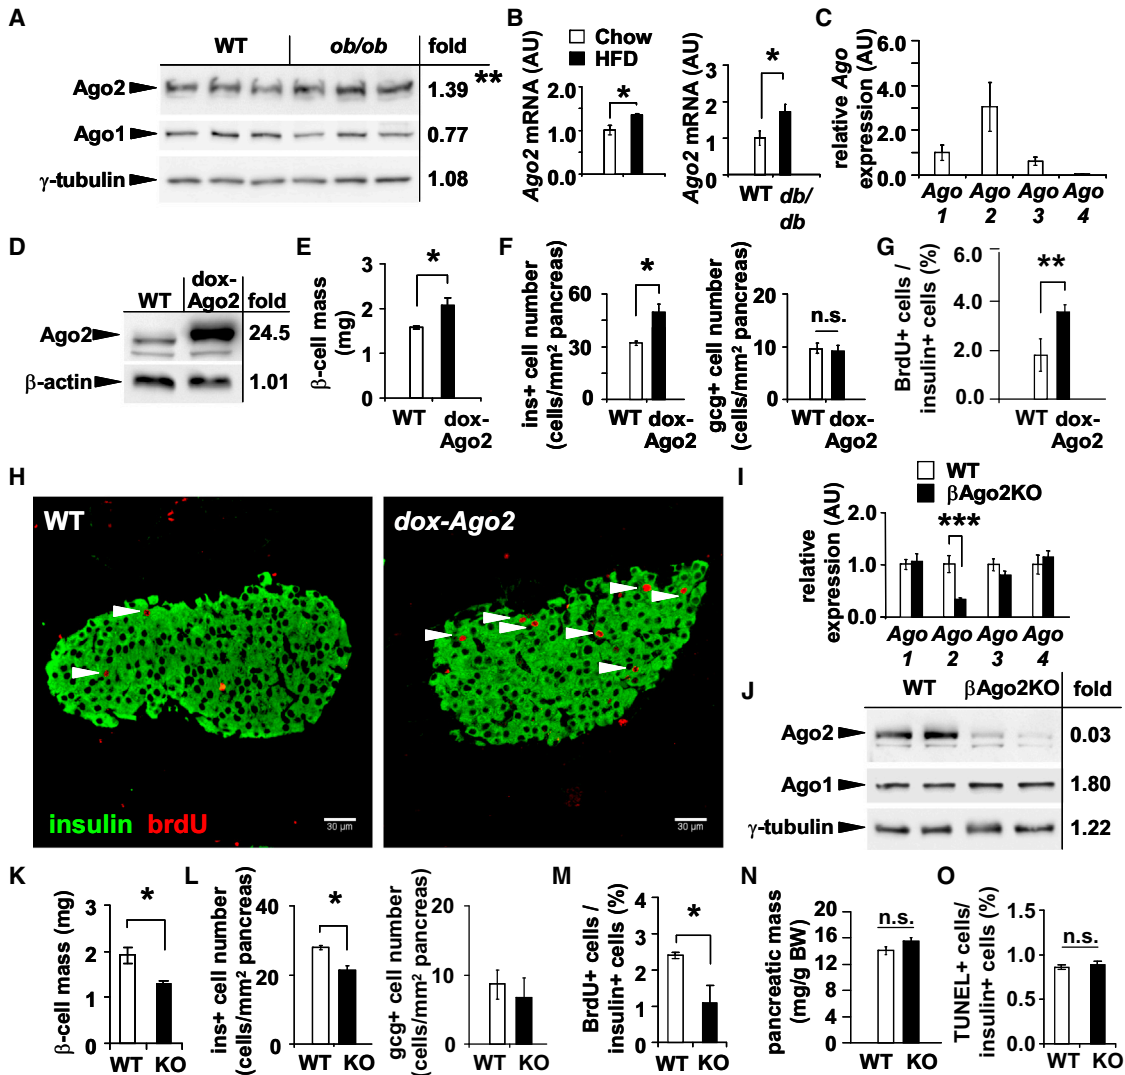 A
WT ob/ob fold
Ago2 1.39 **
Ago1 0.77
γ-tubulin 1.08
B
Chow
HFD
Ago2 mRNA (AU)
2.0
1.0
0.0
*
Ago2 mRNA (AU)
3
2
1
0
*
WT db/
db
C
relative Ago
expression (AU)
6.0
4.0
2.0
0.0
Ago Ago Ago Ago
1 2 3 4
D
WT dox-
Ago2 fold
Ago2 24.5
β-actin 1.01
E
β-cell mass
(mg)
3
2
1
0
*
WT dox-
Ago2
F
ins+ cell number
(cells/mm² pancreas)
60
30
0
*
WT dox-
Ago2
gcg+ cell number
(cells/mm² pancreas)
20
10
0
n.s.
WT dox-
Ago2
G
BrdU+ cells /
insulin+ cells (%)
6.0
4.0
2.0
0
**
WT dox-
Ago2
H
WT
dox-Ago2
insulin brdU
30 µm
30 µm
I
WT
βAgo2KO
relative
expression (AU)
2.0
1.0
0.0
***
Ago Ago Ago Ago
1 2 3 4
J
WT βAgo2KO fold
Ago2 0.03
Ago1 1.80
γ-tubulin 1.22
K
β-cell mass (mg)
3
2
1
0
*
WT KO
L
ins+ cell number
(cells/mm² pancreas)
40
20
0
*
WT KO
gcg+ cell number
(cells/mm² pancreas)
20
10
0
WT KO
M
BrdU+ cells /
insulin+ cells (%)
4
3
2
1
0
*
WT KO
N
pancreatic mass
(mg/g BW)
20
16
12
8
4
0
n.s.
WT KO
O
TUNEL+ cells/
insulin+ cells (%)
1.5
1.0
0.5
0.0
n.s.
WT KO